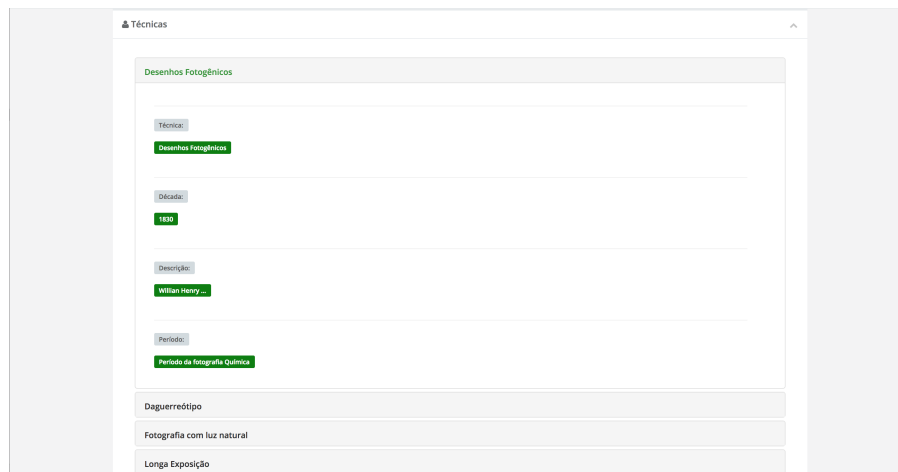 Técnicas
Desenhos Fotogênicos
Técnica:
Desenhos Fotogênicos
Década:
1830
Descrição:
Willian Henry ...
Período:
Período da fotografia Química
Daguerreótipo
Fotografia com luz natural
Longa Exposição